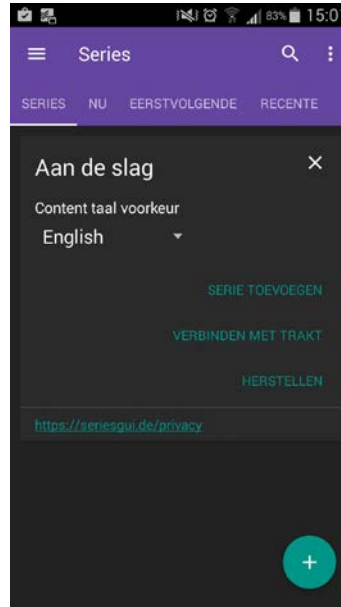 83% 15:0
Series
SERIES NU EERSTVOLGENDE RECENTE
Aan de slag
Content taal voorkeur
English
SERIE TOEVOEGEN
VERBINDEN MET TRAKT
HERSTELLEN
https://seriesgui.de/privacy